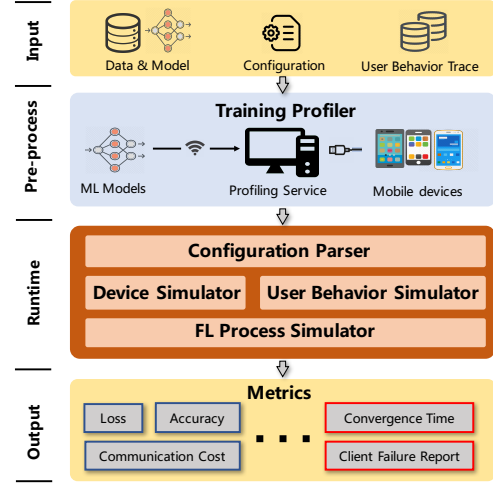 Input
Data & Model
Configuration
User Behavior Trace
Pre-process
Training Profiler
ML Models
Profiling Service
Mobile devices
Runtime
Configuration Parser
Device Simulator
User Behavior Simulator
FL Process Simulator
Output
Metrics
Loss
Accuracy
Convergence Time
Communication Cost
Client Failure Report